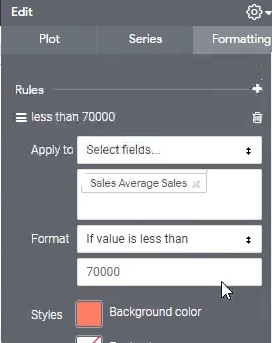 Edit
Plot Series Formatting
Rules
less than 70000
Apply to Select fields...
Sales Average Sales
Format If value is less than
70000
Styles Background color